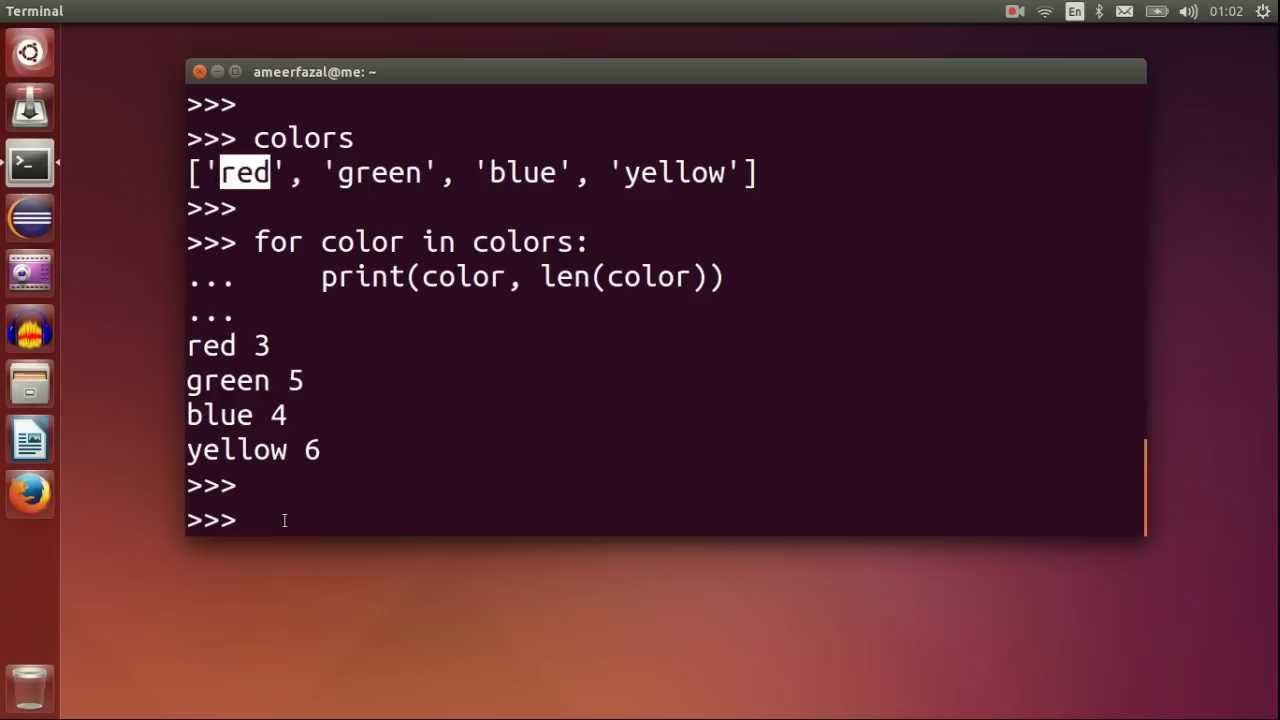 Terminal
En
01:02
ameerfazal@me: ~
>>>
>>> colors
['red', 'green', 'blue', 'yellow']
>>>
>>> for color in colors:
...     print(color, len(color))
...
red 3
green 5
blue 4
yellow 6
>>>
>>>